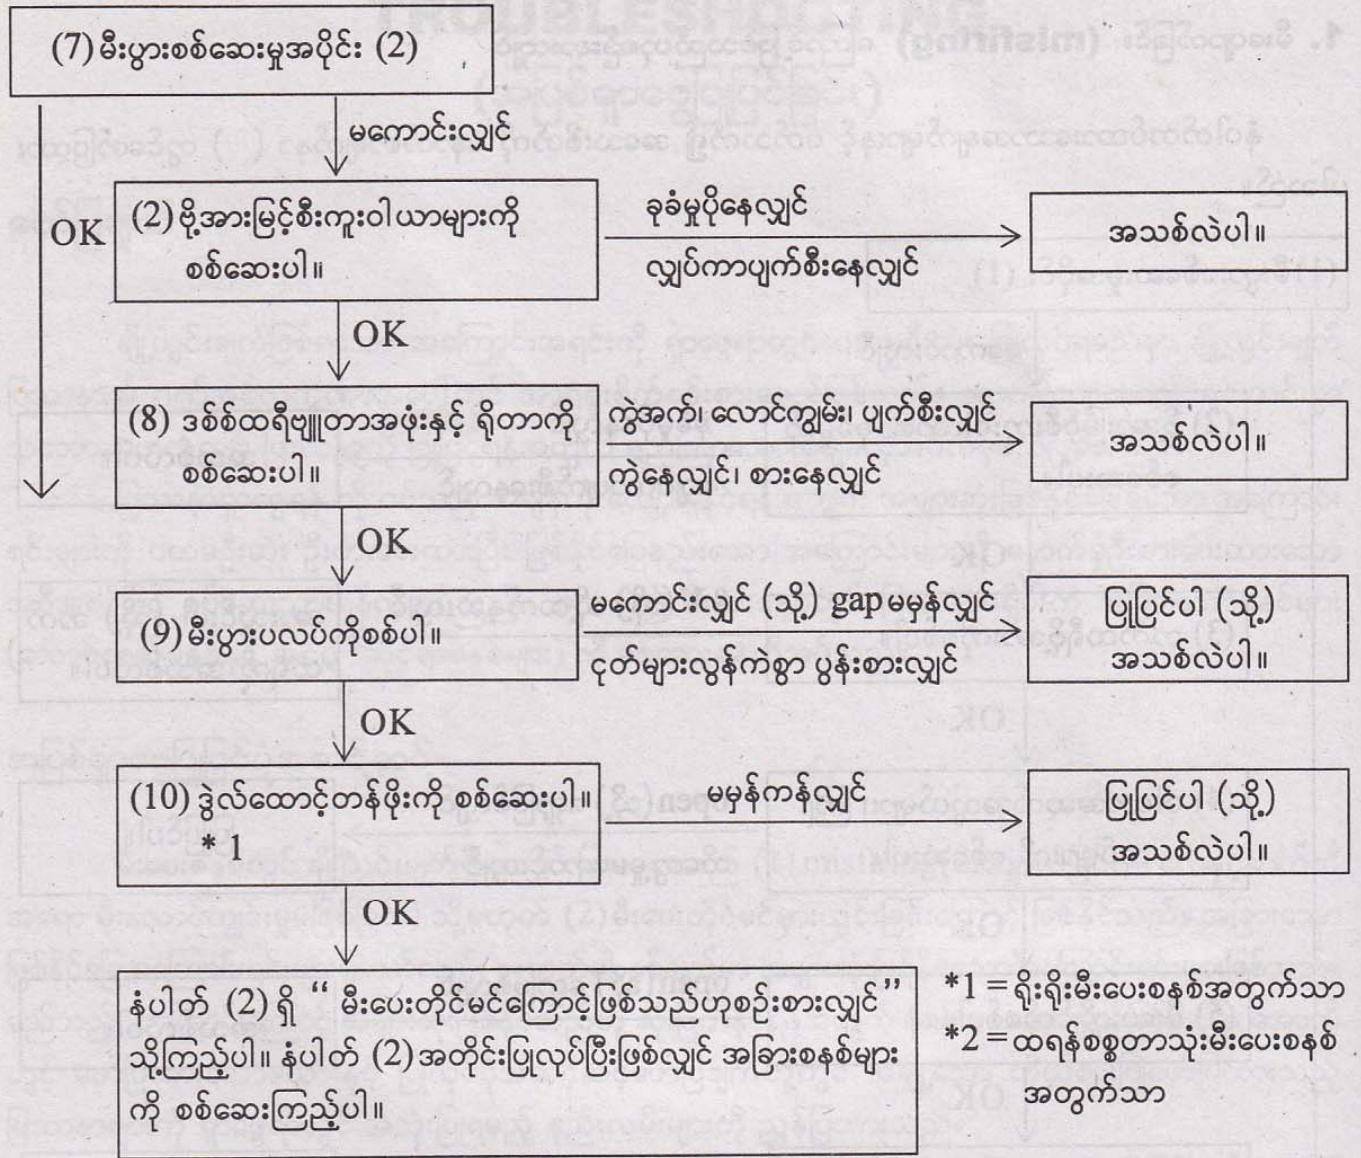 (7) မီးပွားစစ်ဆေးမှုအပိုင်း (2)
မကောင်းလျှင်
OK
(2) ဗို့အားမြင့်စီးကူးဝါယာများကို
စစ်ဆေးပါ။
ခုခံမှုပိုနေလျှင်
လျှပ်ကာပျက်စီးနေလျှင်
အသစ်လဲပါ။
OK
(8) ဒစ်စ်ထရီဗျူတာအဖုံးနှင့် ရိုတာကို
စစ်ဆေးပါ။
ကွဲအက်၊ လောင်ကျွမ်း၊ ပျက်စီးလျှင်
ကွဲနေလျှင်၊ စားနေလျှင်
အသစ်လဲပါ။
OK
(9) မီးပွားပလပ်ကိုစစ်ပါ။
မကောင်းလျှင် (သို့) gap မမှန်လျှင်
ငုတ်များလွန်ကဲစွာ ပွန်းစားလျှင်
ပြုပြင်ပါ (သို့)
အသစ်လဲပါ။
OK
(10) ဒွဲလ်ထောင့်တန်ဖိုးကို စစ်ဆေးပါ။
* 1
မမှန်ကန်လျှင်
ပြုပြင်ပါ (သို့)
အသစ်လဲပါ။
OK
နံပါတ် (2) ရှိ “ မီးပေးတိုင်မင်ကြောင့်ဖြစ်သည်ဟုစဉ်းစားလျှင်”
သို့ကြည့်ပါ။ နံပါတ် (2) အတိုင်းပြုလုပ်ပြီးဖြစ်လျှင် အခြားစနစ်များ
ကို စစ်ဆေးကြည့်ပါ။
*1 = ရိုးရိုးမီးပေးစနစ်အတွက်သာ
*2 = ထရန်စစ္စတာသုံးမီးပေးစနစ်
အတွက်သာ